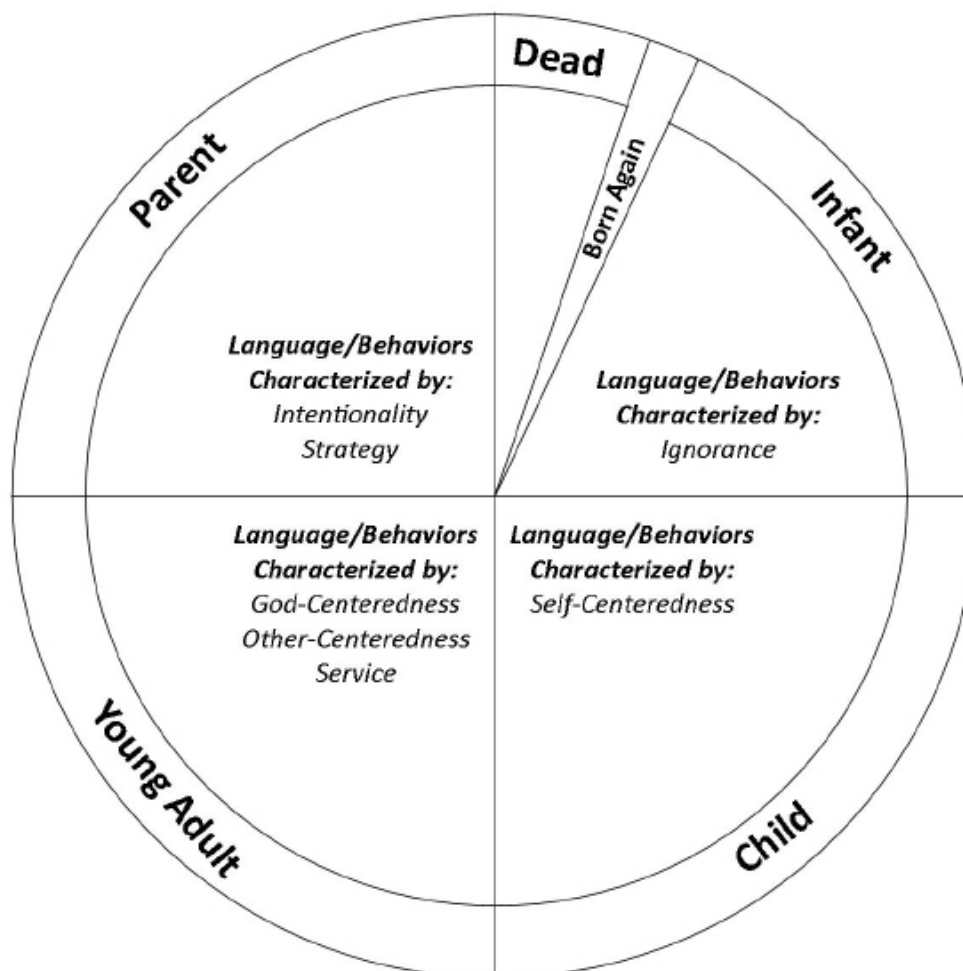 Dead
Born Again
Infant
Language/Behaviors
Characterized by:
Ignorance
Child
Language/Behaviors
Characterized by:
Self-Centeredness
Young Adult
Language/Behaviors
Characterized by:
God-Centeredness
Other-Centeredness
Service
Parent
Language/Behaviors
Characterized by:
Intentionality
Strategy